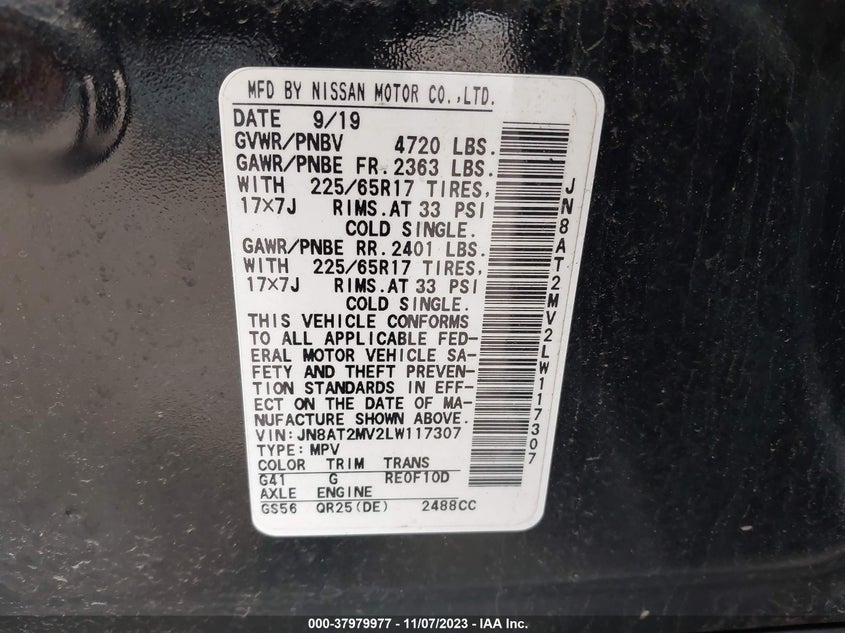 MFD BY NISSAN MOTOR CO.,LTD.
DATE 9/19
GVWR/PNBV 4720 LBS.
GAWR/PNBE FR. 2363 LBS.
WITH 225/65R17 TIRES,
17×7J RIMS.AT 33 PSI
COLD SINGLE.
GAWR/PNBE RR. 2401 LBS.
WITH 225/65R17 TIRES,
17×7J RIMS.AT 33 PSI
COLD SINGLE.
THIS VEHICLE CONFORMS
TO ALL APPLICABLE FED-
ERAL MOTOR VEHICLE SA-
FETY AND THEFT PREVEN-
TION STANDARDS IN EFF-
ECT ON THE DATE OF MA-
NUFACTURE SHOWN ABOVE.
VIN:JN8AT2MV2LW117307
TYPE:MPV
COLOR TRIM TRANS
G41 G RE0F10D
AXLE ENGINE
GS56 QR25(DE) 2488CC
JN8AT2MV2LW117307
000-37979977 - 11/07/2023 - IAA Inc.